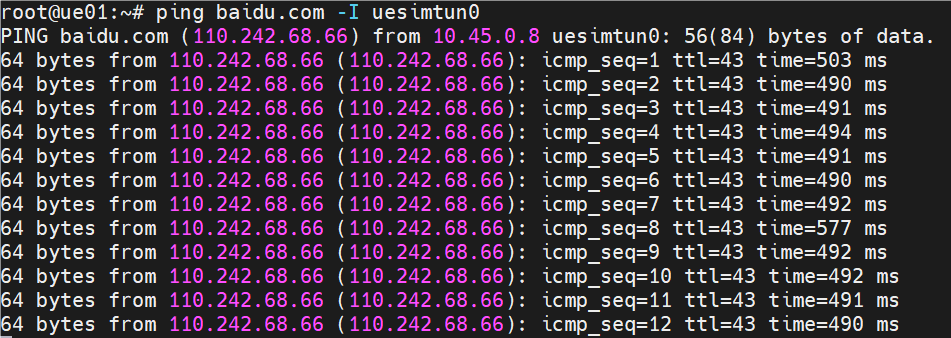 root@ue01:~# ping baidu.com -I uesimtun0
PING baidu.com (110.242.68.66) from 10.45.0.8 uesimtun0: 56(84) bytes of data.
64 bytes from 110.242.68.66 (110.242.68.66): icmp_seq=1 ttl=43 time=503 ms
64 bytes from 110.242.68.66 (110.242.68.66): icmp_seq=2 ttl=43 time=490 ms
64 bytes from 110.242.68.66 (110.242.68.66): icmp_seq=3 ttl=43 time=491 ms
64 bytes from 110.242.68.66 (110.242.68.66): icmp_seq=4 ttl=43 time=494 ms
64 bytes from 110.242.68.66 (110.242.68.66): icmp_seq=5 ttl=43 time=491 ms
64 bytes from 110.242.68.66 (110.242.68.66): icmp_seq=6 ttl=43 time=490 ms
64 bytes from 110.242.68.66 (110.242.68.66): icmp_seq=7 ttl=43 time=492 ms
64 bytes from 110.242.68.66 (110.242.68.66): icmp_seq=8 ttl=43 time=577 ms
64 bytes from 110.242.68.66 (110.242.68.66): icmp_seq=9 ttl=43 time=492 ms
64 bytes from 110.242.68.66 (110.242.68.66): icmp_seq=10 ttl=43 time=492 ms
64 bytes from 110.242.68.66 (110.242.68.66): icmp_seq=11 ttl=43 time=491 ms
64 bytes from 110.242.68.66 (110.242.68.66): icmp_seq=12 ttl=43 time=490 ms